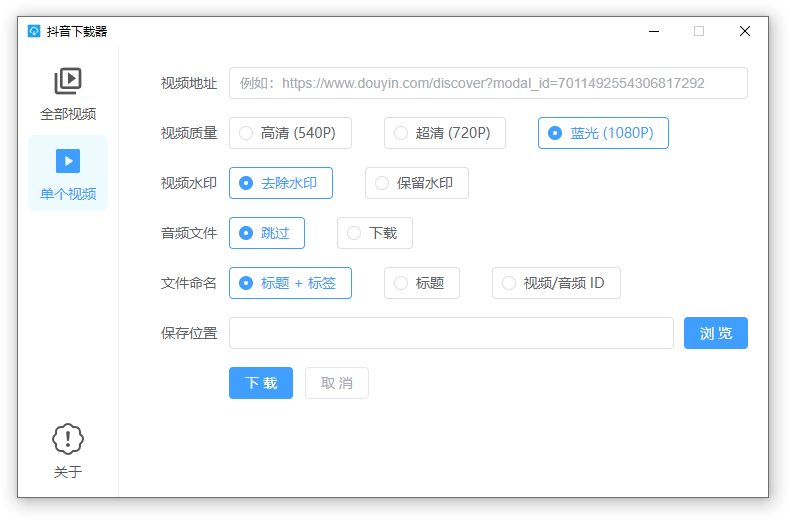 抖音下载器
全部视频
单个视频
关于
视频地址 例如：https://www.douyin.com/discover?modal_id=7011492554306817292
视频质量 高清 (540P) 超清 (720P) 蓝光 (1080P)
视频水印 去除水印 保留水印
音频文件 跳过 下载
文件命名 标题 + 标签 标题 视频/音频 ID
保存位置 浏 览
下 载 取 消